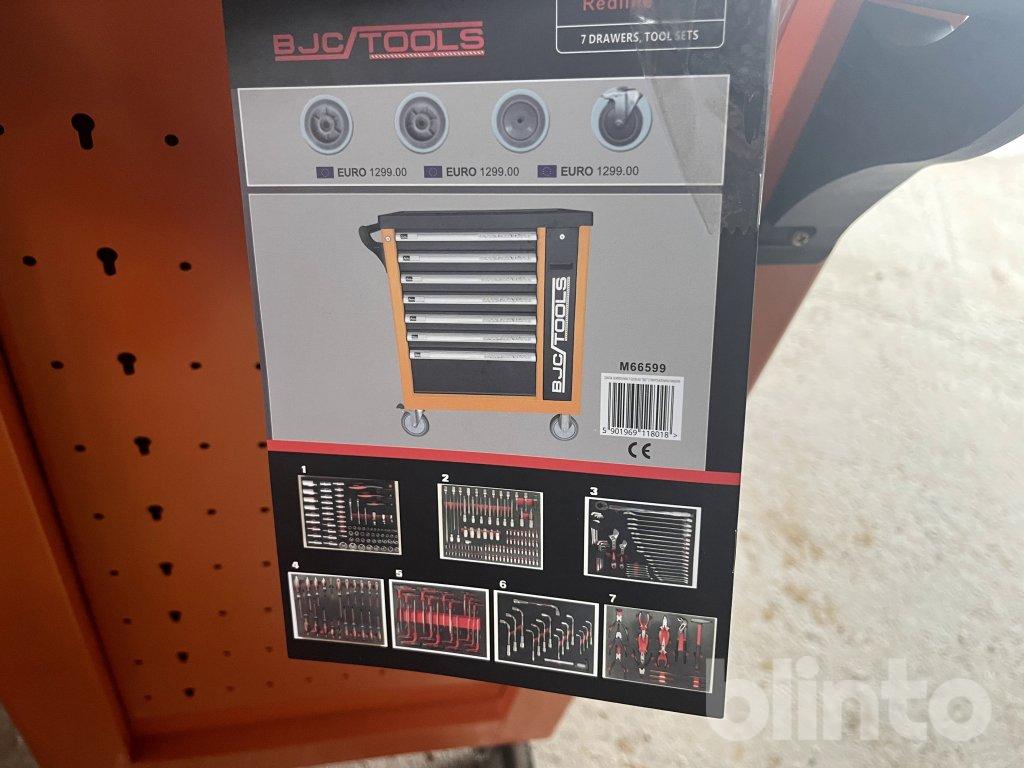 Redline
7 DRAWERS, TOOL SETS
BJC/TOOLS
EURO 1299.00 EURO 1299.00 EURO 1299.00
BJC/TOOLS
M66599
5 901969 118018 >
CE
1 2 3
4 5 6 7
blinto